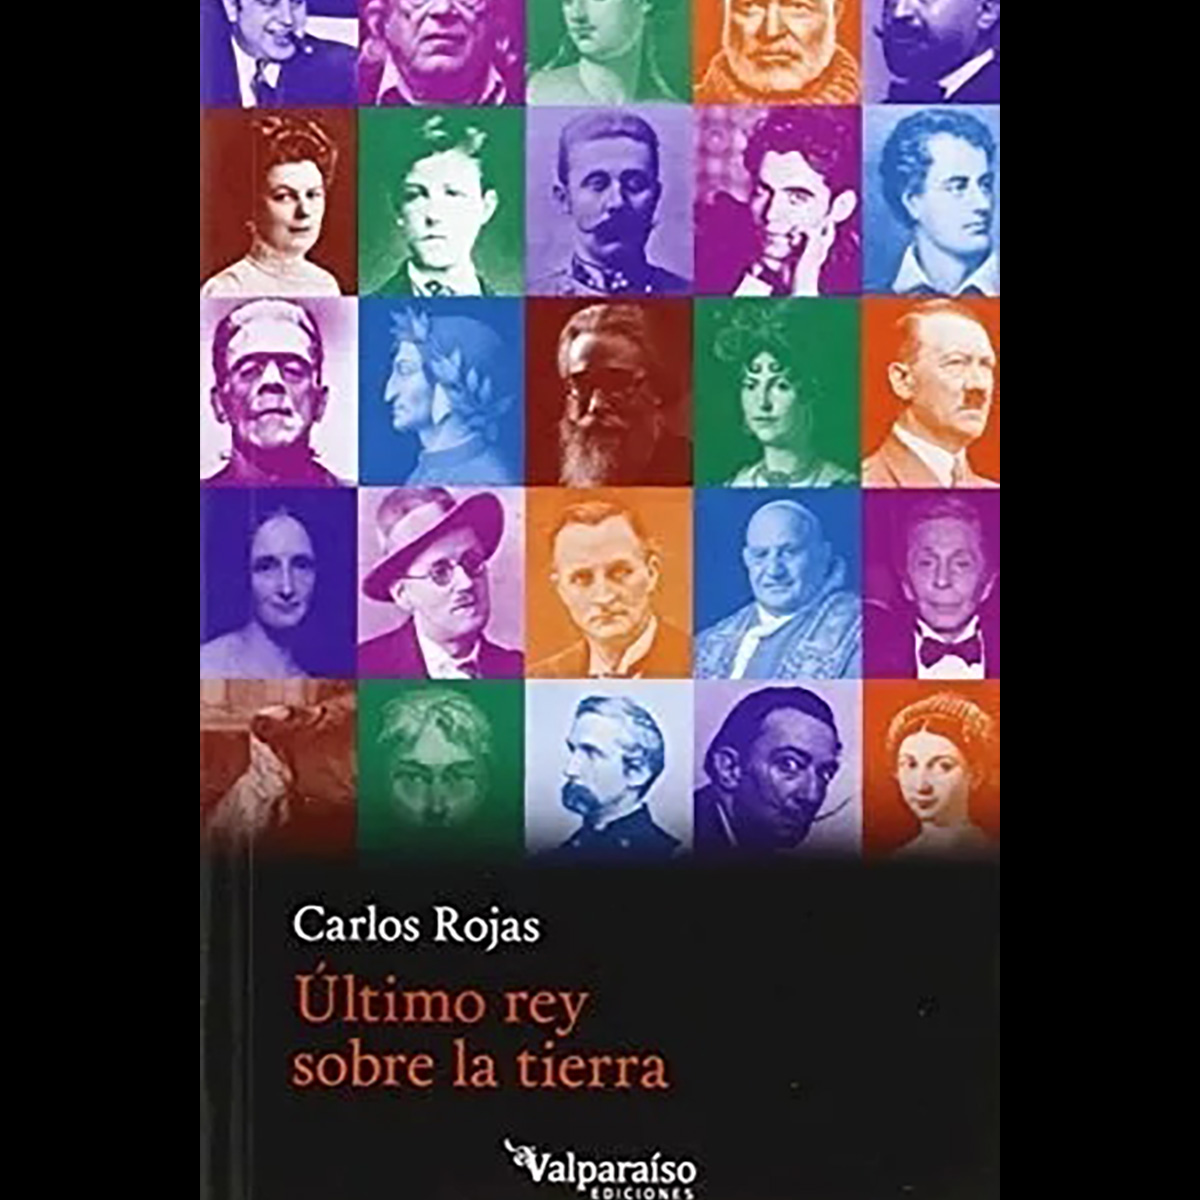 Carlos Rojas
Último rey
sobre la tierra
Valparaíso
EDICIONES